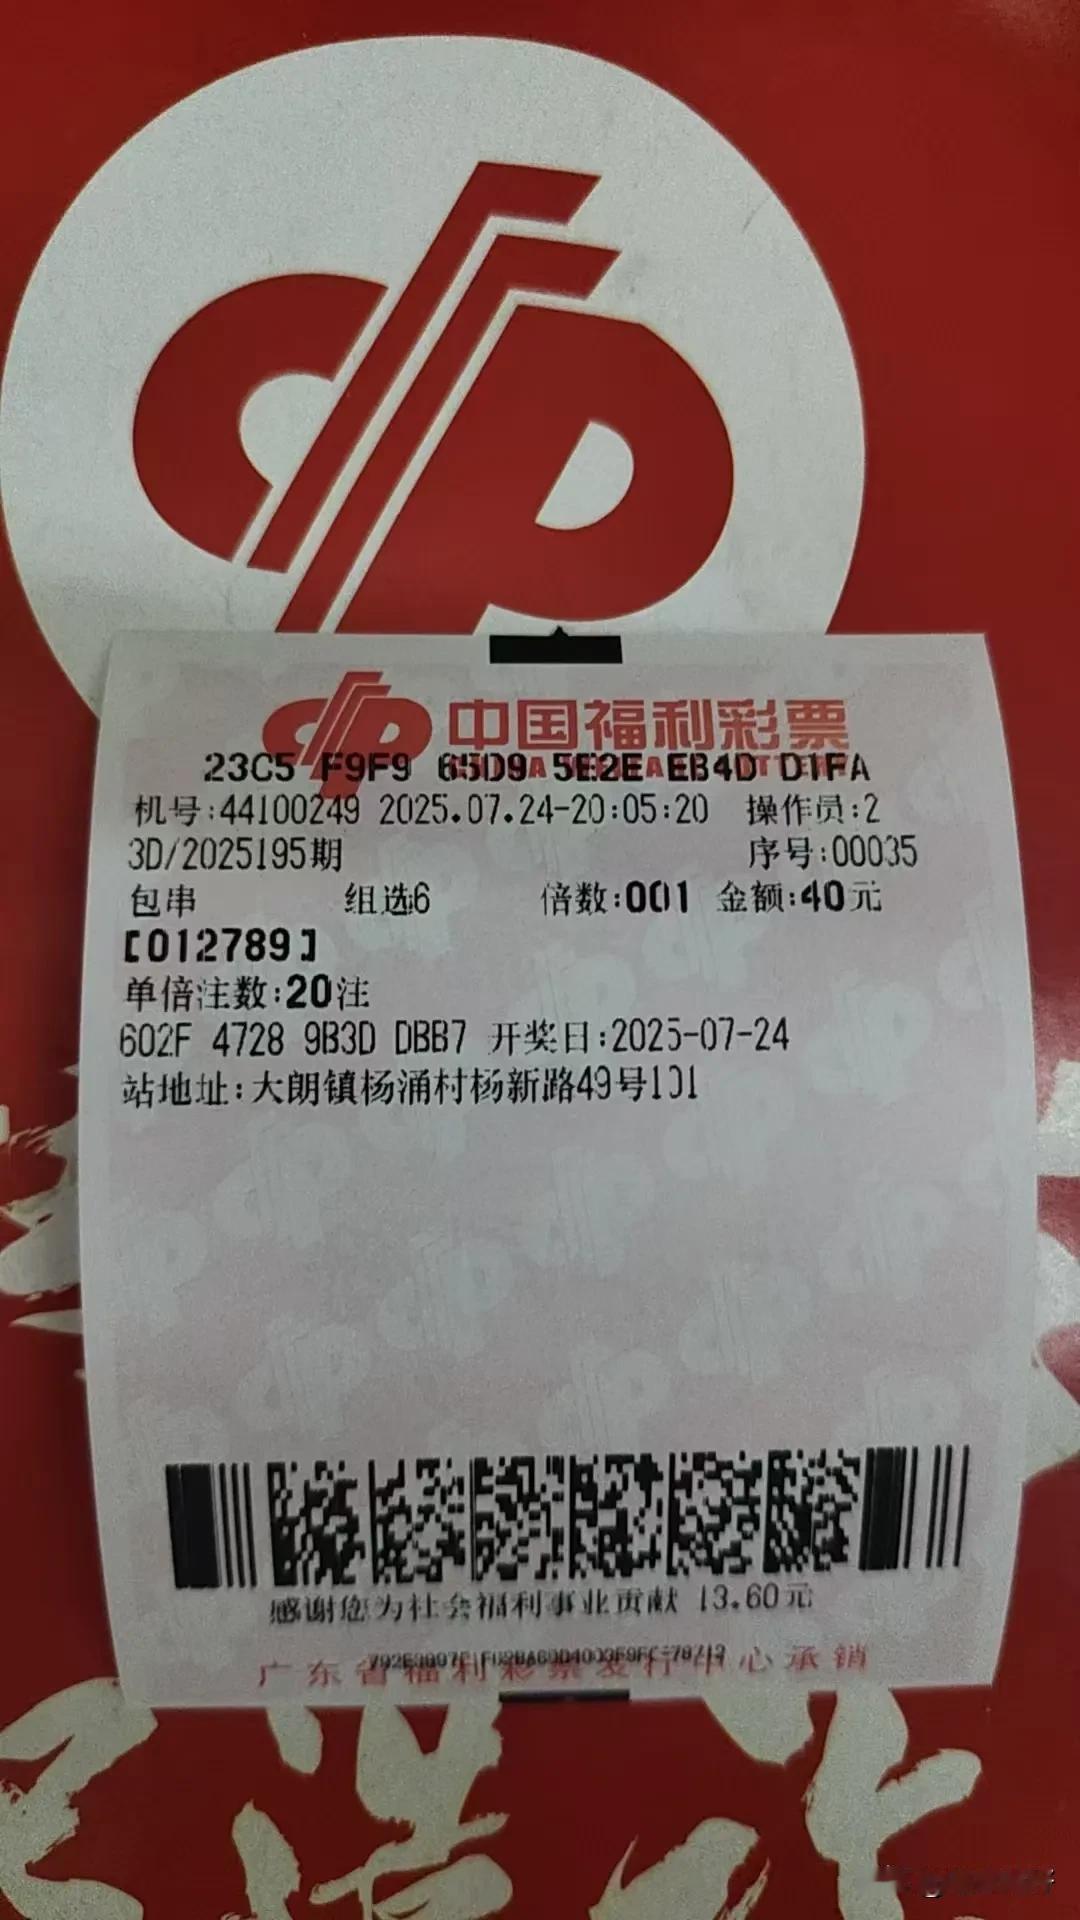 中国福利彩票
23C5 F9F9 65D9 5E2E EB4D D1FA
机号:44100249 2025.07.24-20:05:20 操作员:2
3D/2025195期 序号:00035
包串 组选6 倍数:001 金额:40元
[012789]
单倍注数:20注
602F 4728 9B3D DBB7 开奖日:2025-07-24
站地址:大朗镇杨涌村杨新路49号101
感谢您为社会福利事业贡献 13.60元
广东省福利彩票发行中心承销